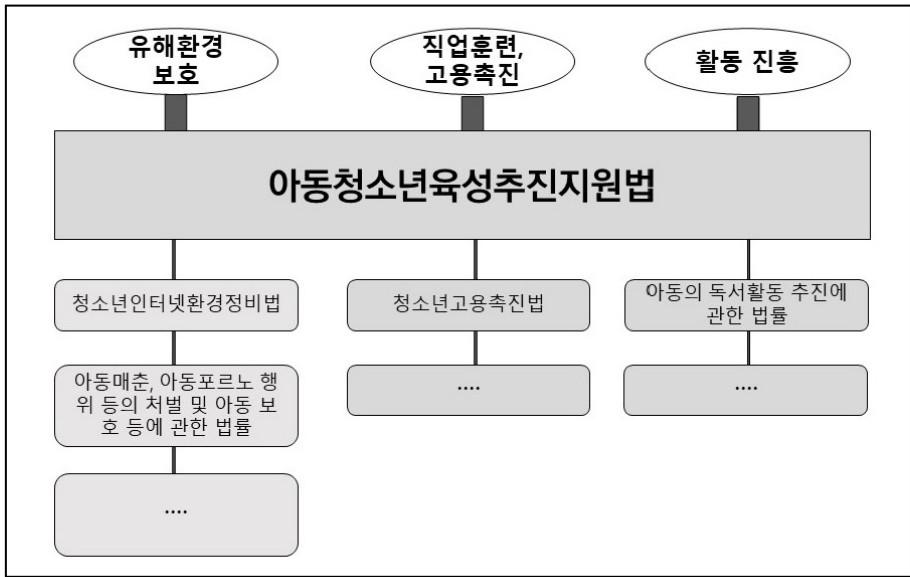 유해환경
보호
직업훈련,
고용촉진
활동 진흥
아동청소년육성추진지원법
청소년인터넷환경정비법
청소년고용촉진법
아동의 독서활동 추진에
관한 법률
아동매춘, 아동포르노 행
위 등의 처벌 및 아동 보
호 등에 관한 법률
....
....
....